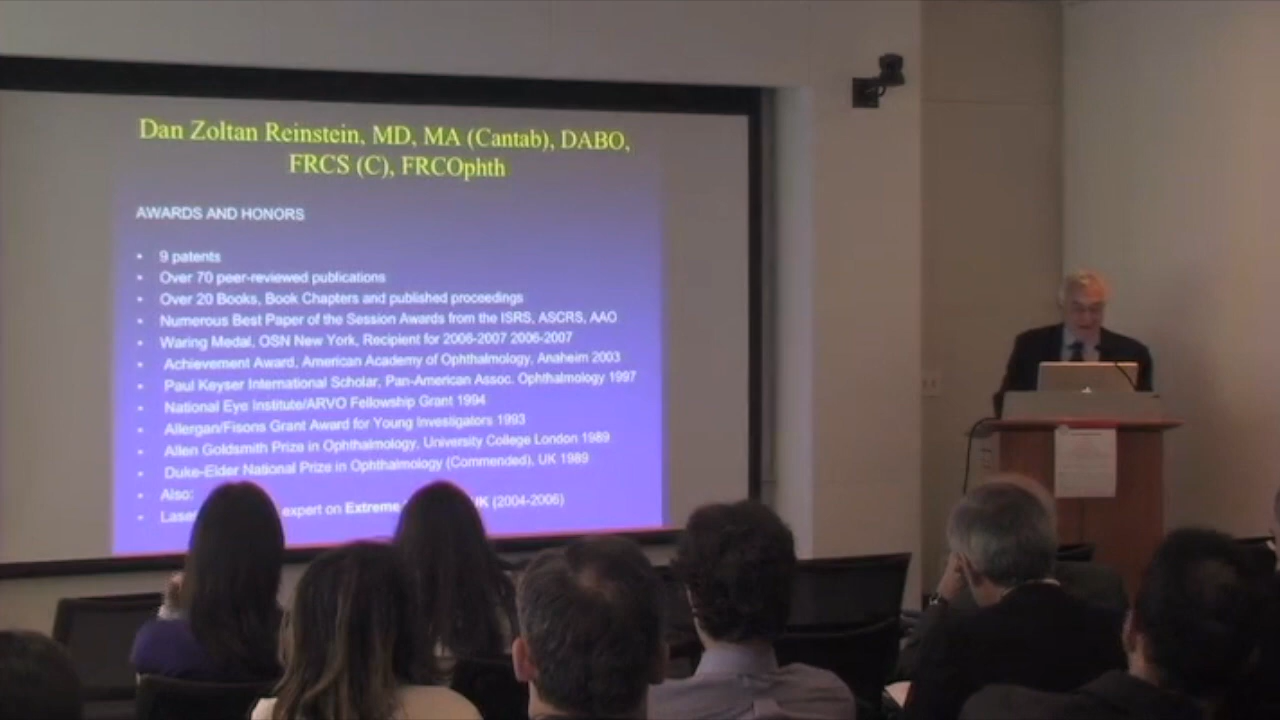 Dan Zoltan Reinstein, MD, MA (Cantab), DABO,
FRCS (C), FRCOphth
AWARDS AND HONORS
• 9 patents
• Over 70 peer-reviewed publications
• Over 20 Books, Book Chapters and published proceedings
• Numerous Best Paper of the Session Awards from the ISRS, ASCRS, AAO
• Waring Medal, OSN New York, Recipient for 2006-2007 2006-2007
• Achievement Award, American Academy of Ophthalmology, Anaheim 2003
• Paul Keyser International Scholar, Pan-American Assoc. Ophthalmology 1997
• National Eye Institute/ARVO Fellowship Grant 1994
• Allergan/Fisons Grant Award for Young Investigators 1993
• Allen Goldsmith Prize in Ophthalmology, University College London 1989
• Duke-Elder National Prize in Ophthalmology (Commended), UK 1989
• Also:
• expert on Extreme UK (2004-2006)